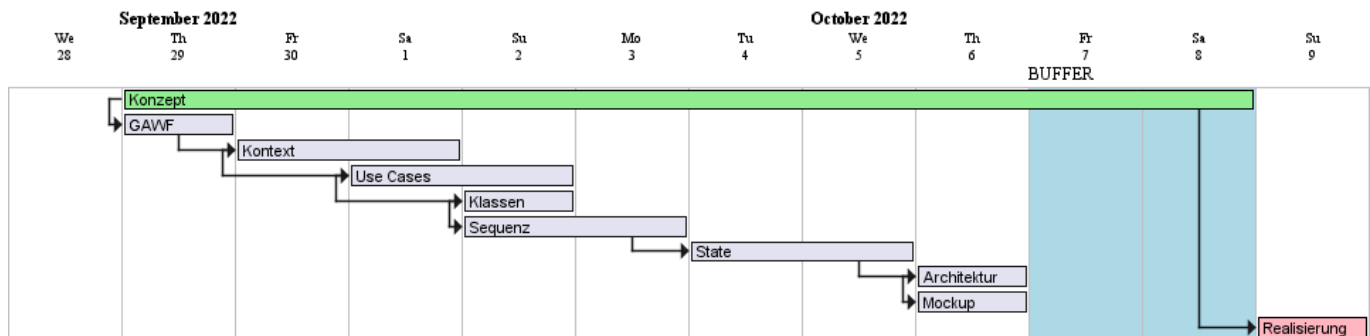 September 2022 October 2022
We Th Fr Sa Su Mo Tu We Th Fr Sa Su
28 29 30 1 2 3 4 5 6 7 8 9
BUFFER
Konzept
GAWF
Kontext
Use Cases
Klassen
Sequenz
State
Architektur
Mockup
Realisierung